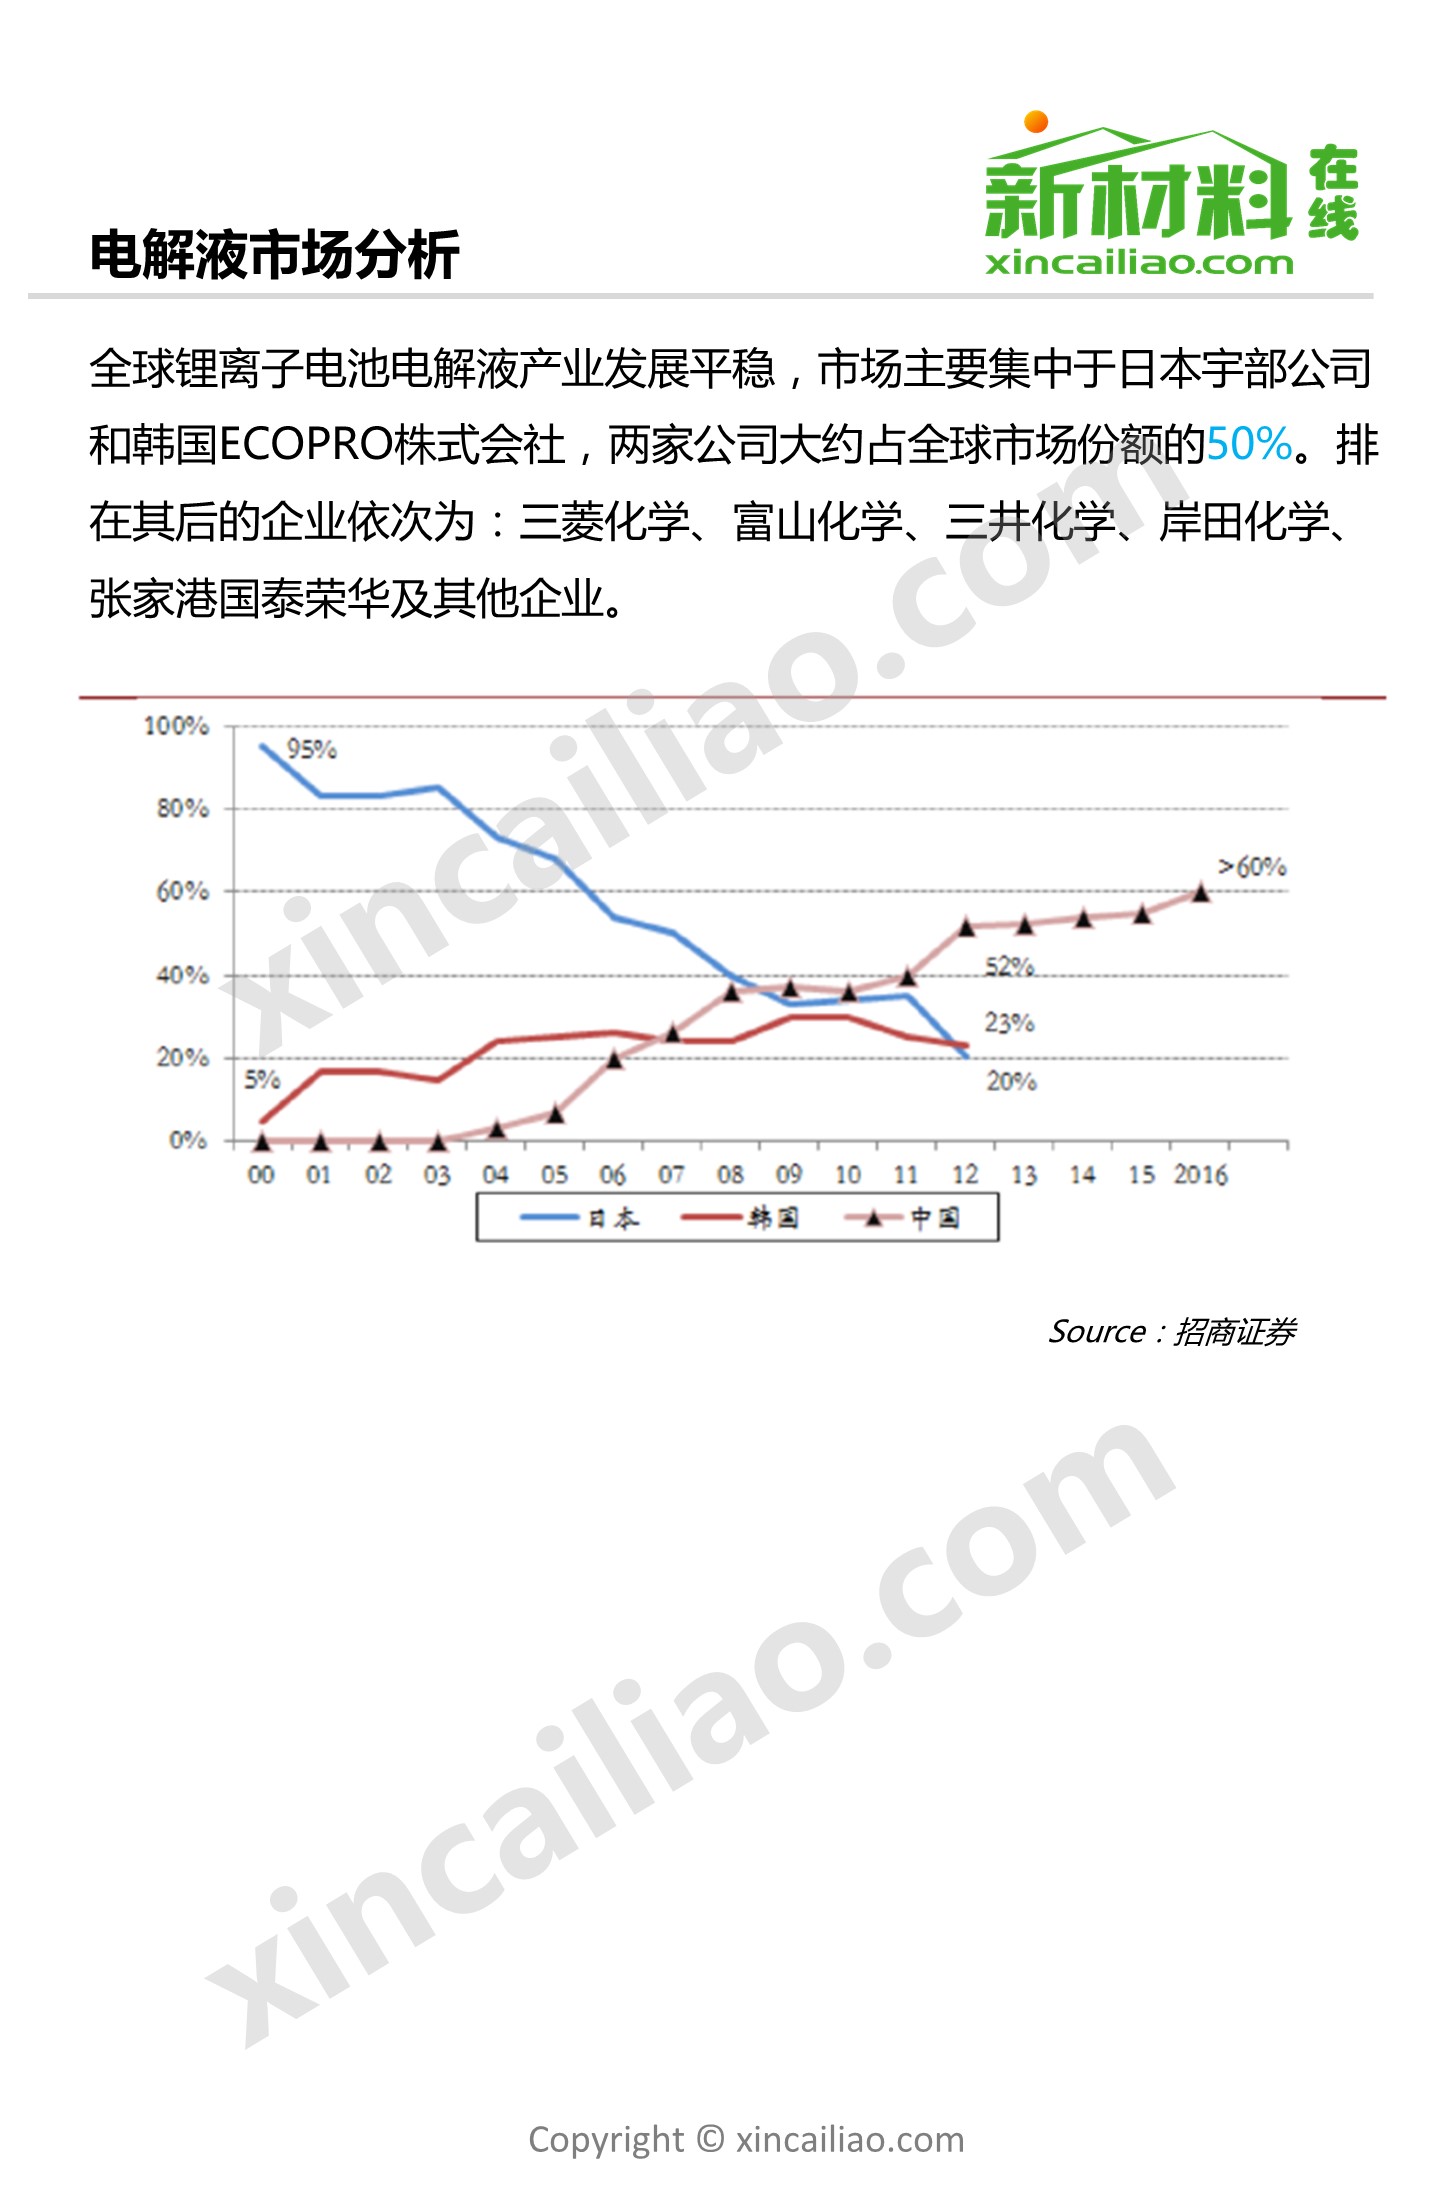 新材料在线
xincailiao.com
电解液市场分析
全球锂离子电池电解液产业发展平稳，市场主要集中于日本宇部公司
和韩国ECOPRO株式会社，两家公司大约占全球市场份额的50%。排
在其后的企业依次为：三菱化学、富山化学、三井化学、岸田化学、
张家港国泰荣华及其他企业。
xincailiao.com
100%
80%
60%
40%
20%
0%
95%
5%
>60%
52%
23%
20%
00 01 02 03 04 05 06 07 08 09 10 11 12 13 14 15 2016
日本 韩国 中国
Source：招商证券
xincailiao.com
Copyright © xincailiao.com